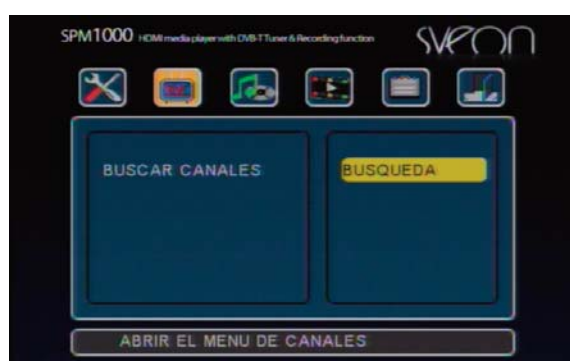 SPM1000 HDMI media player with DVB-T Tuner & Recording function
sveon
BUSCAR CANALES
BUSQUEDA
ABRIR EL MENU DE CANALES